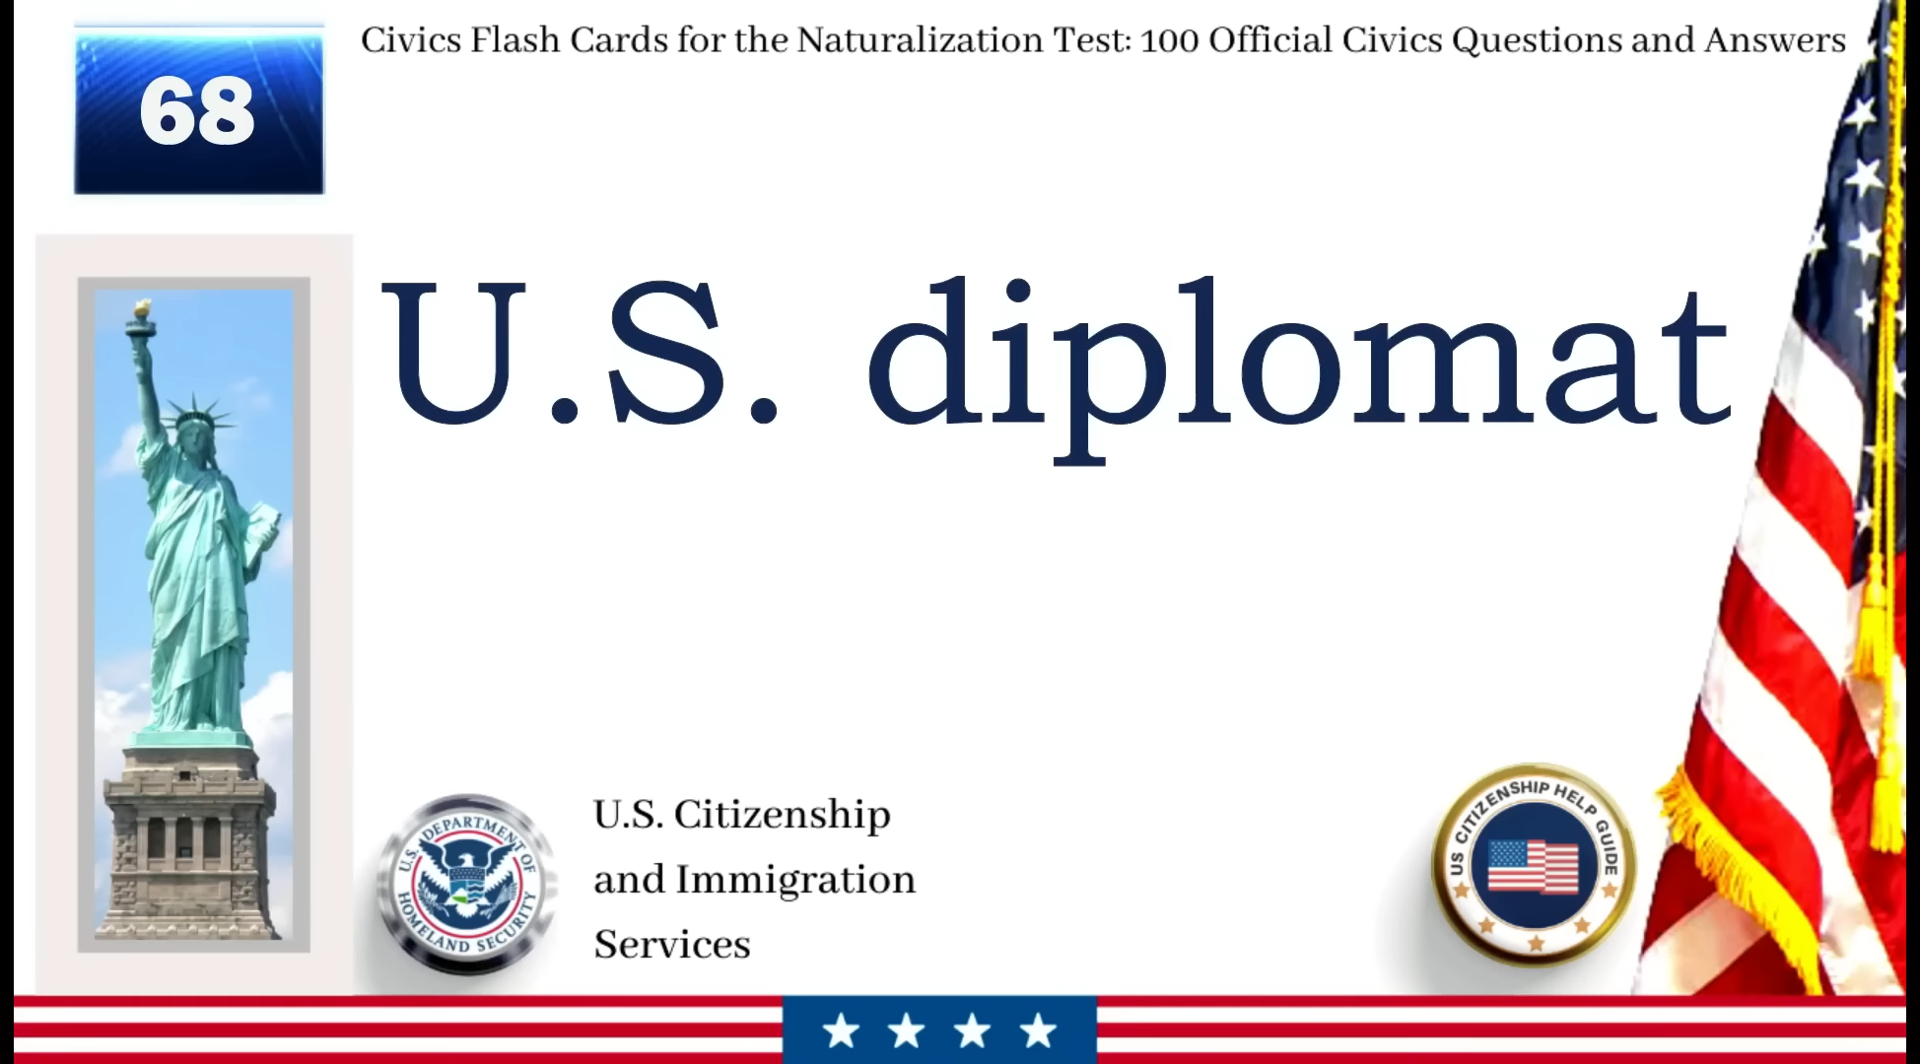 68
Civics Flash Cards for the Naturalization Test: 100 Official Civics Questions and Answers
U.S. diplomat
U.S. DEPARTMENT OF
HOMELAND SECURITY
U.S. Citizenship
and Immigration
Services
US CITIZENSHIP HELP GUIDE